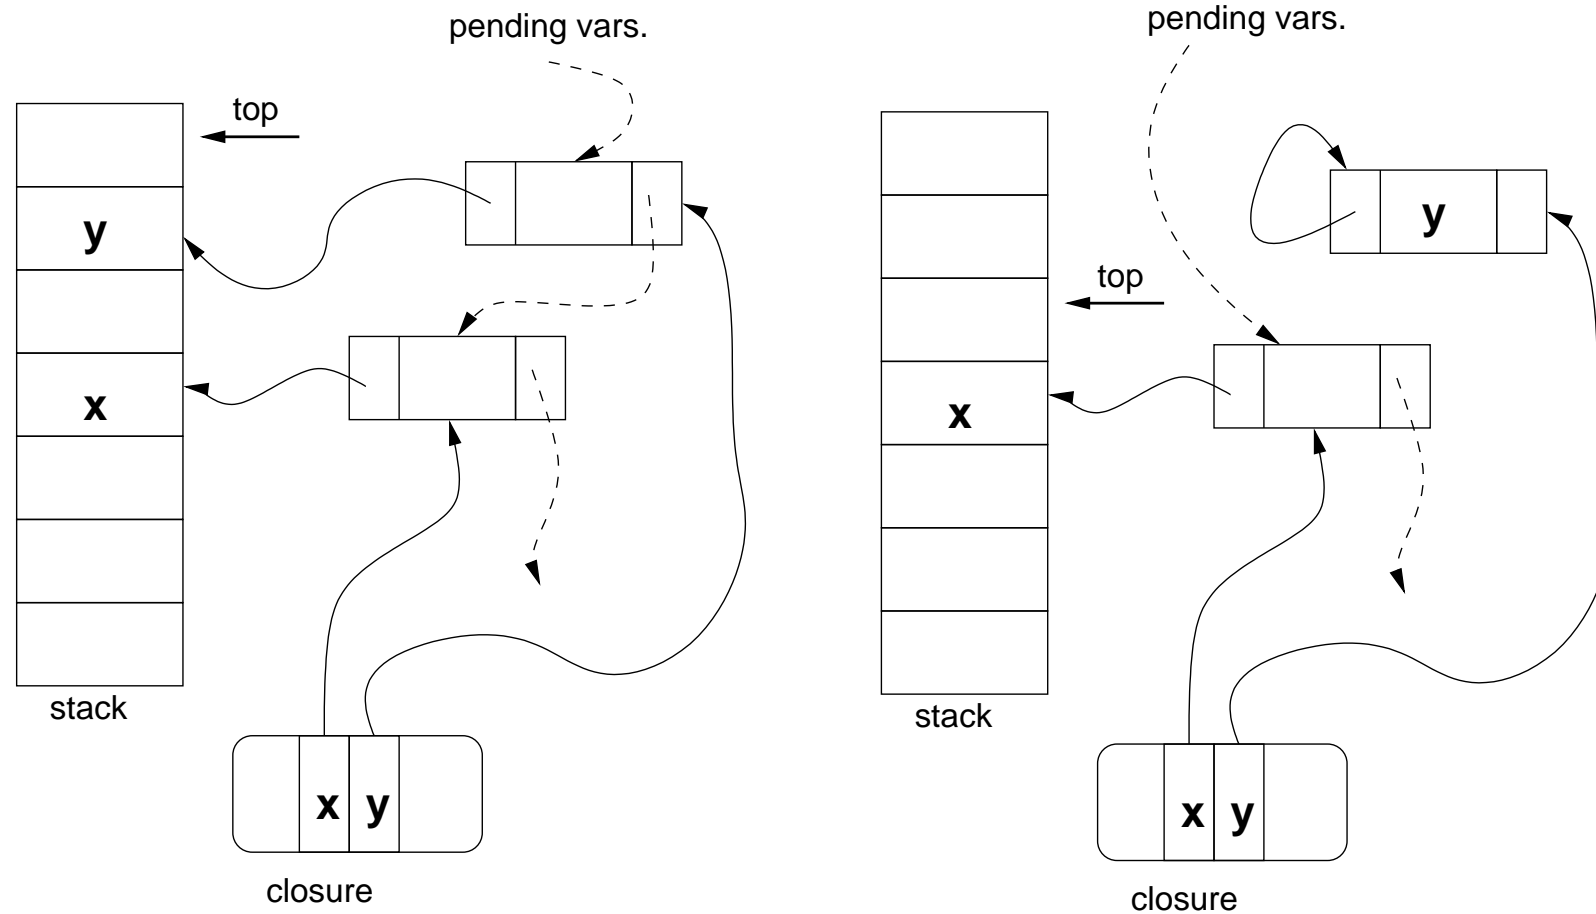 pending vars.
top
y
x
stack
x y
closure
pending vars.
y
top
x
stack
x y
closure